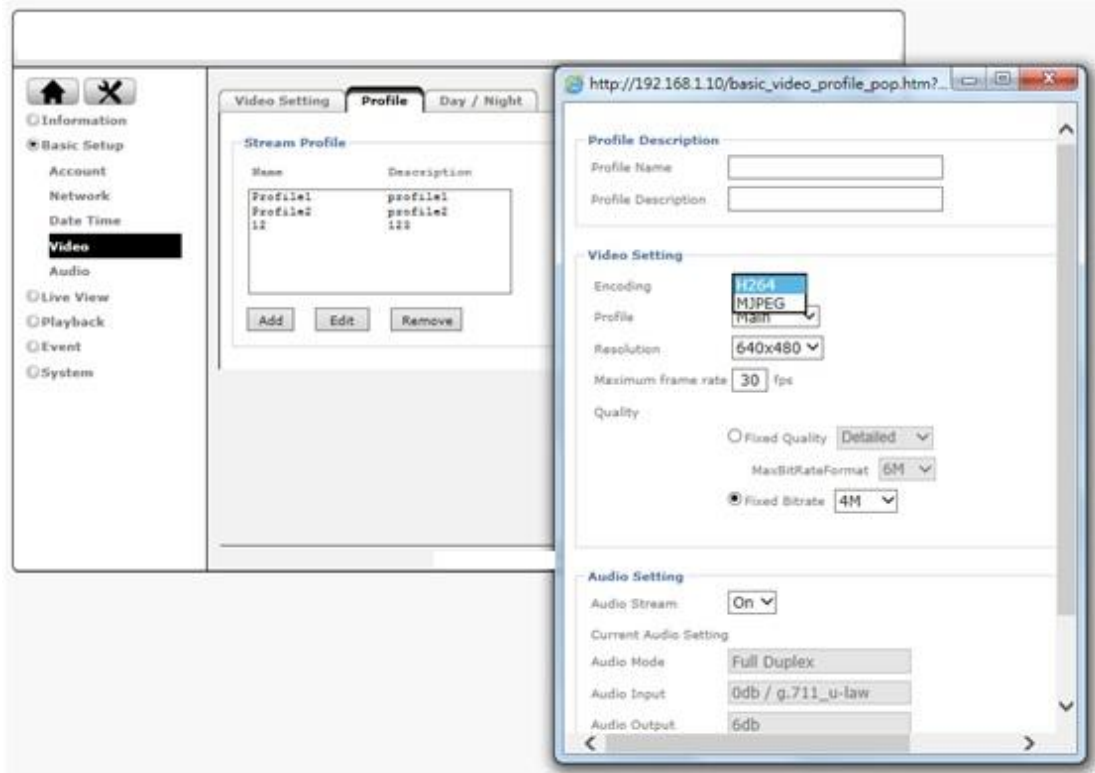 Information
Basic Setup
Account
Network
Date Time
Video
Audio
Live View
Playback
Event
System
Video Setting Profile Day / Night
Stream Profile
Name Description
Profile1 profile1
Profile2 profile2
12 123
Add Edit Remove
http://192.168.1.10/basic_video_profile_pop.htm?...
Profile Description
Profile Name
Profile Description
Video Setting
Encoding H264
MJPEG
Profile Main
Resolution 640x480
Maximum frame rate 30 fps
Quality
Fixed Quality Detailed
MaxBitRateFormat 6M
Fixed Bitrate 4M
Audio Setting
Audio Stream On
Current Audio Setting
Audio Mode Full Duplex
Audio Input 0db / g.711_u-law
Audio Output 6db